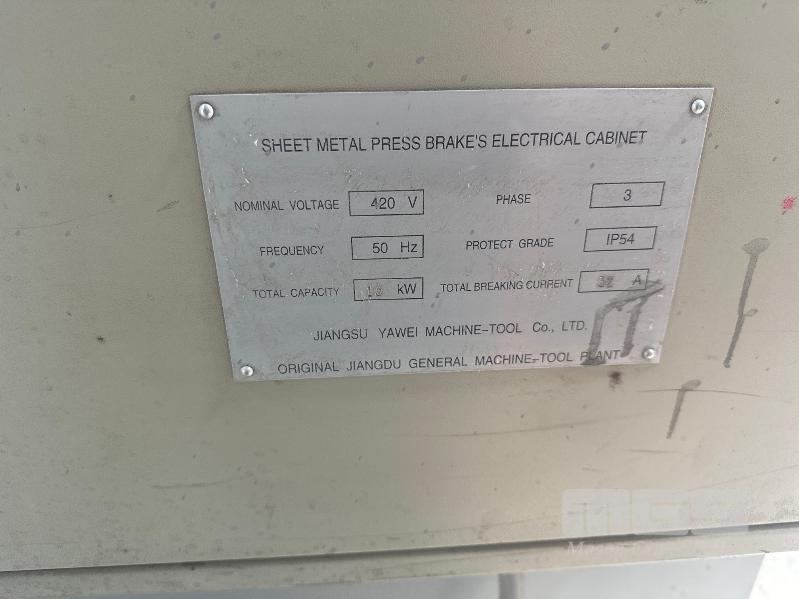 SHEET METAL PRESS BRAKE'S ELECTRICAL CABINET
NOMINAL VOLTAGE 420 V PHASE 3
FREQUENCY 50 Hz PROTECT GRADE IP54
TOTAL CAPACITY kW TOTAL BREAKING CURRENT A
JIANGSU YAWEI MACHINE-TOOL Co., LTD.
ORIGINAL JIANGDU GENERAL MACHINE-TOOL PLANT